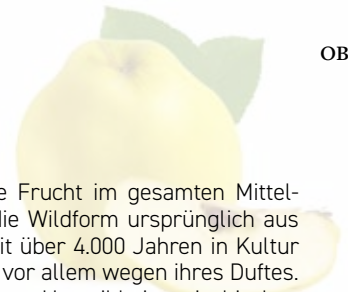 OB
e Frucht im gesamten Mittel-
die Wildform ursprünglich aus
it über 4.000 Jahren in Kultur
vor allem wegen ihres Duftes.